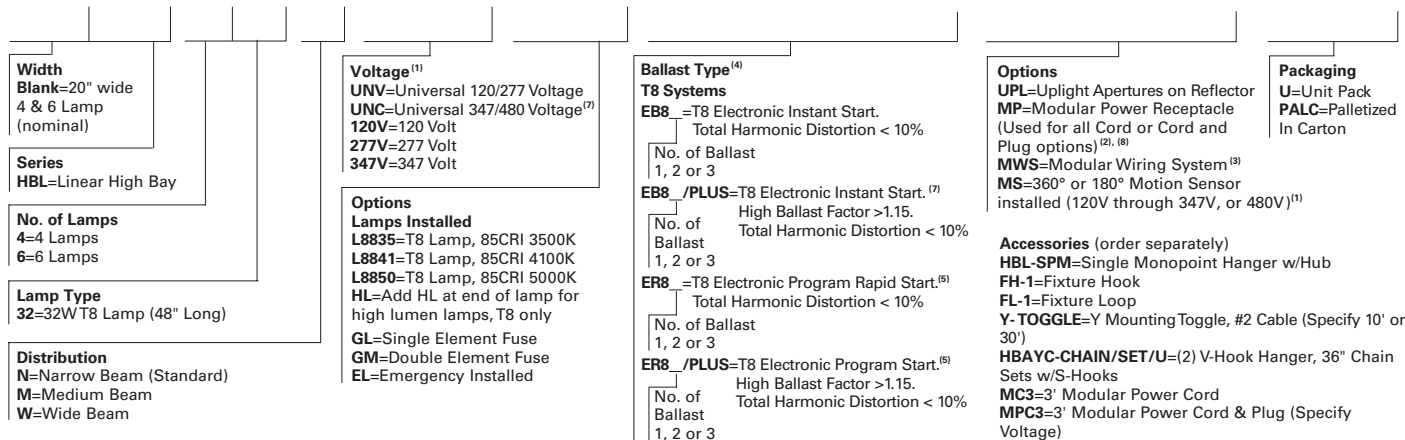 Width
Blank=20" wide
4 & 6 Lamp
(nominal)
Series
HBL=Linear High Bay
No. of Lamps
4=4 Lamps
6=6 Lamps
Lamp Type
32=32W T8 Lamp (48" Long)
Distribution
N=Narrow Beam (Standard)
M=Medium Beam
W=Wide Beam
Voltage (1)
UNV=Universal 120/277 Voltage
UNC=Universal 347/480 Voltage(7)
120V=120 Volt
277V=277 Volt
347V=347 Volt
Options
Lamps Installed
L8835=T8 Lamp, 85CRI 3500K
L8841=T8 Lamp, 85CRI 4100K
L8850=T8 Lamp, 85CRI 5000K
HL=Add HL at end of lamp for
high lumen lamps, T8 only
GL=Single Element Fuse
GM=Double Element Fuse
EL=Emergency Installed
Ballast Type(4)
T8 Systems
EB8_=T8 Electronic Instant Start.
Total Harmonic Distortion < 10%
No. of Ballast
1, 2 or 3
EB8__/PLUS=T8 Electronic Instant Start. (7)
High Ballast Factor >1.15.
Total Harmonic Distortion < 10%
No. of
Ballast
1, 2 or 3
ER8_=T8 Electronic Program Rapid Start.(5)
Total Harmonic Distortion < 10%
No. of Ballast
1, 2 or 3
ER8__/PLUS=T8 Electronic Program Start.(5)
High Ballast Factor >1.15.
Total Harmonic Distortion < 10%
No. of
Ballast
1, 2 or 3
Options
UPL=Uplight Apertures on Reflector
MP=Modular Power Receptacle
(Used for all Cord or Cord and
Plug options)(2), (8)
MWS=Modular Wiring System(3)
MS=360° or 180° Motion Sensor
installed (120V through 347V, or 480V)(1)
Accessories (order separately)
HBL-SPM=Single Monopoint Hanger w/Hub
FH-1=Fixture Hook
FL-1=Fixture Loop
Y-TOGGLE=Y Mounting Toggle, #2 Cable (Specify 10' or
30')
HBAYC-CHAIN/SET/U=(2) V-Hook Hanger, 36" Chain
Sets w/S-Hooks
MC3=3' Modular Power Cord
MPC3=3' Modular Power Cord & Plug (Specify
Voltage)
Packaging
U=Unit Pack
PALC=Palletized
In Carton